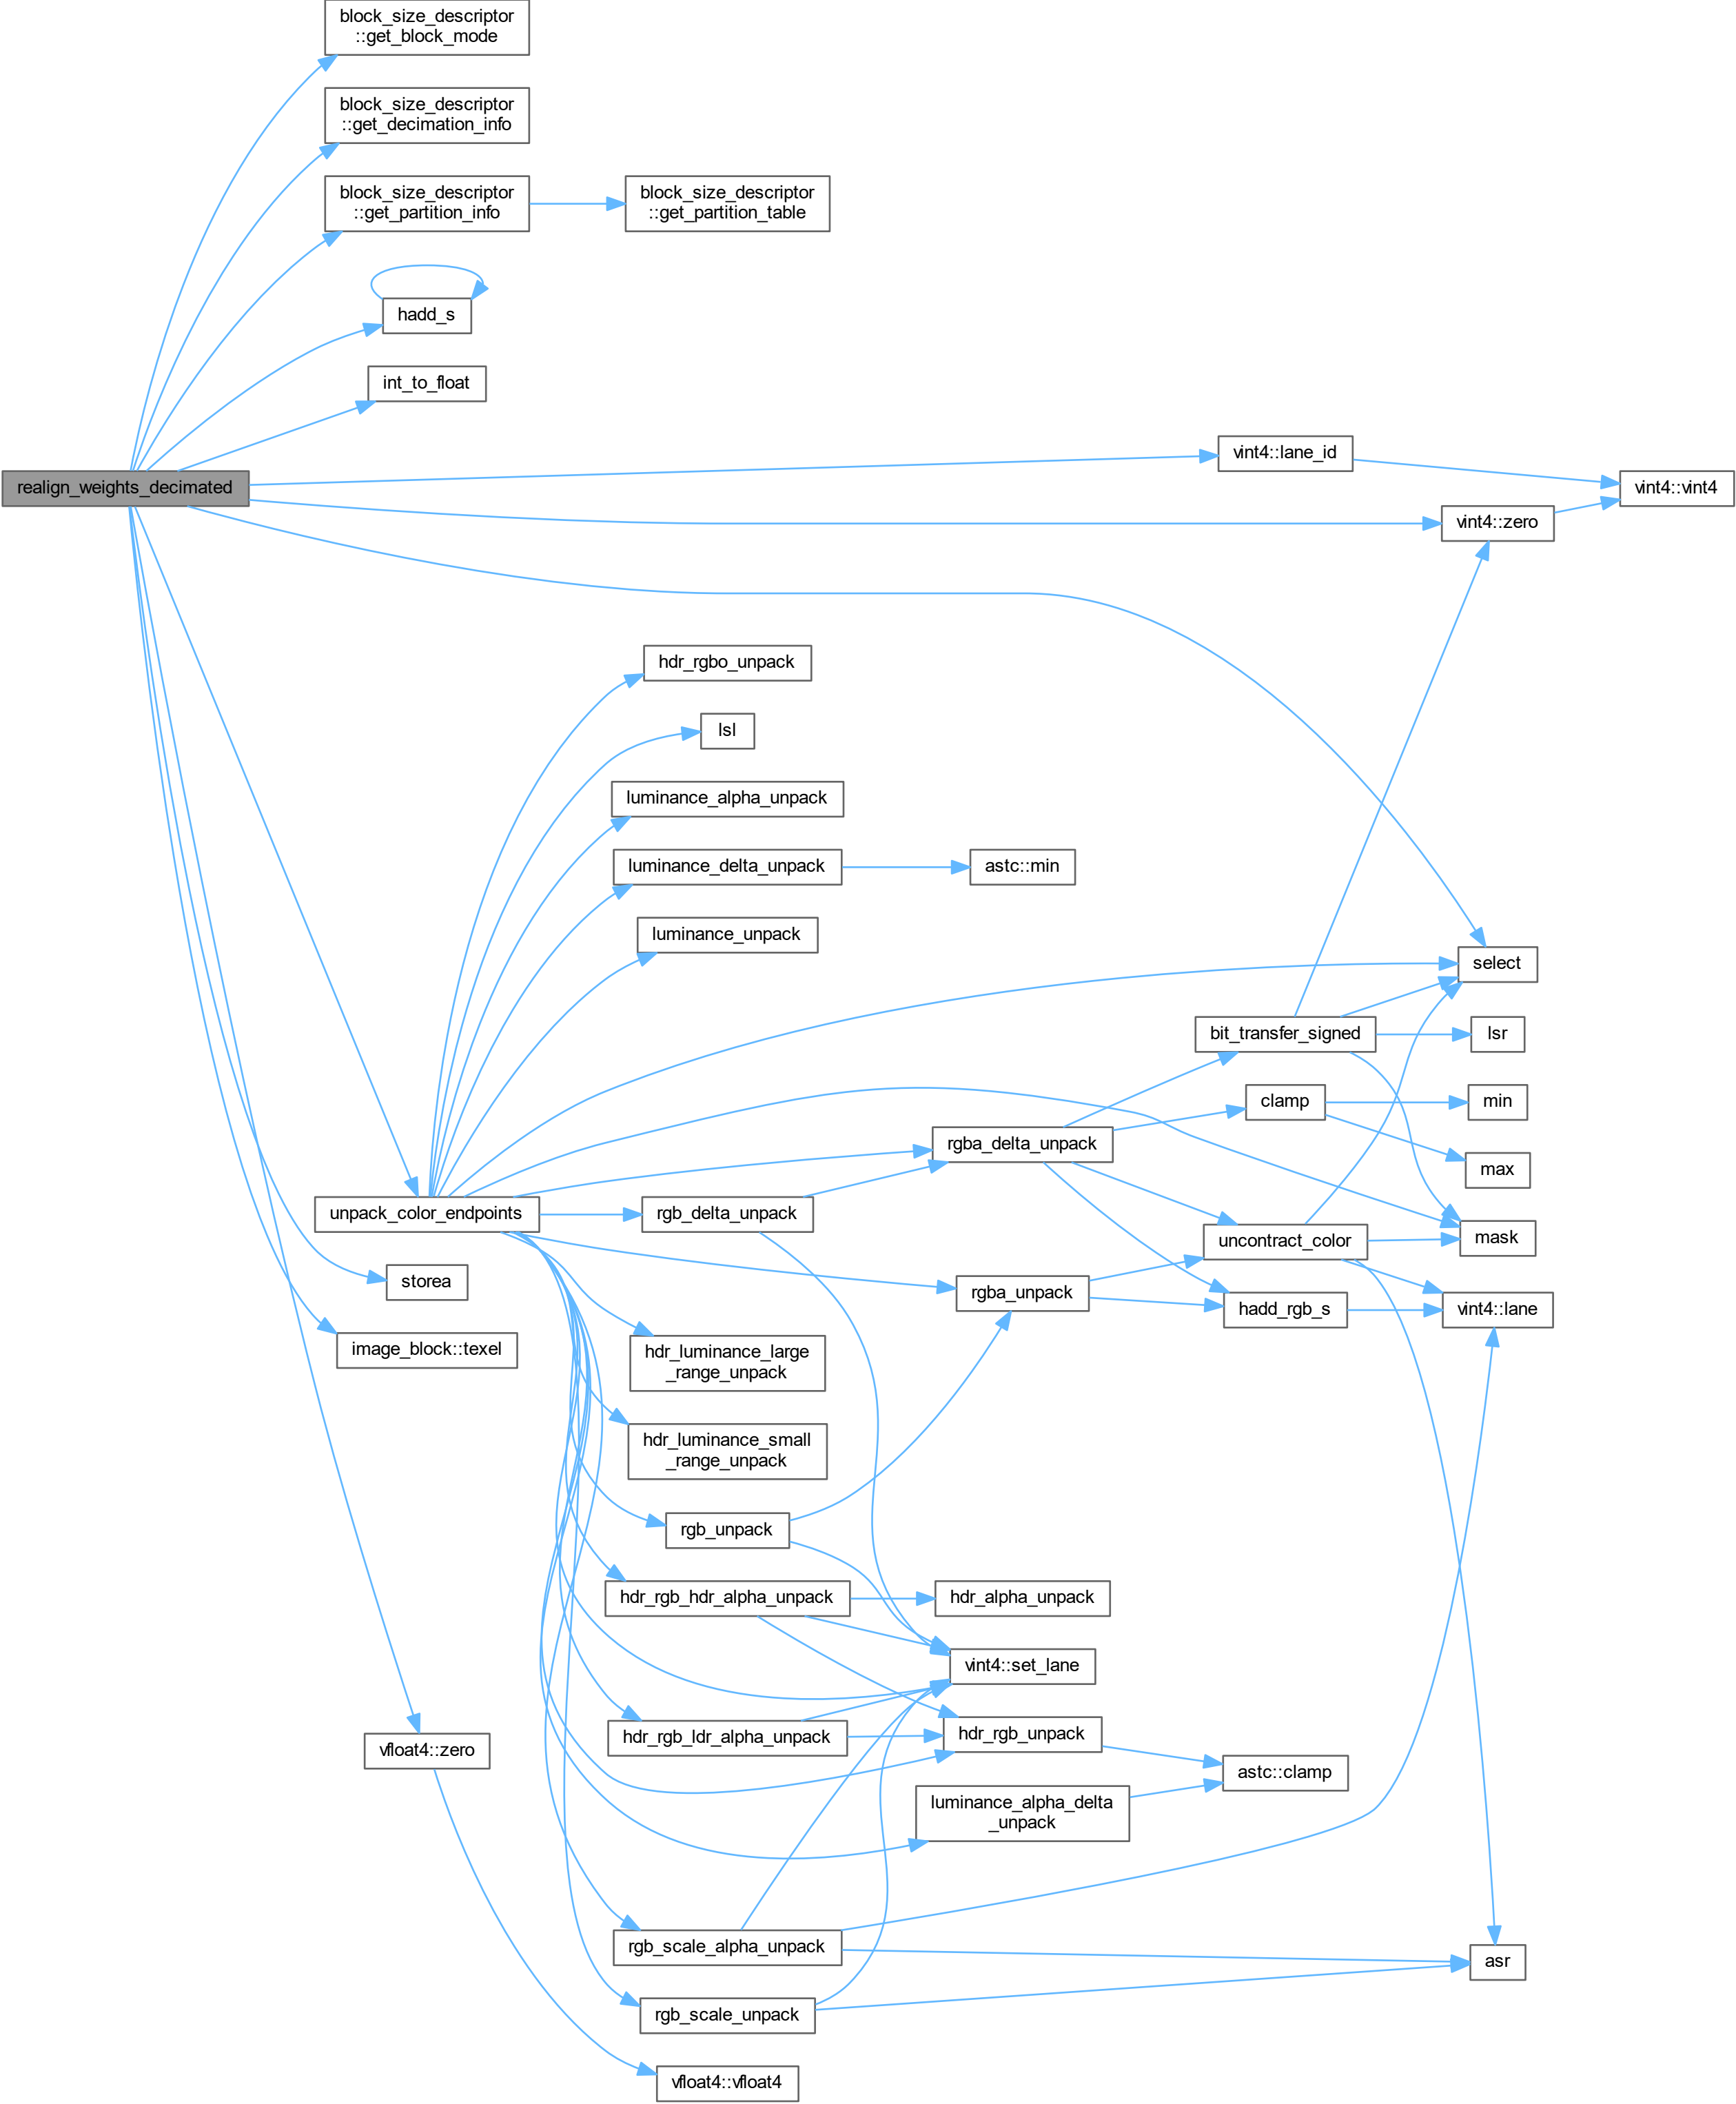 block_size_descriptor
::get_block_mode
block_size_descriptor
::get_decimation_info
block_size_descriptor
::get_partition_info
block_size_descriptor
::get_partition_table
hadd_s
int_to_float
realign_weights_decimated
vint4::lane_id
vint4::vint4
vint4::zero
hdr_rgbo_unpack
lsl
luminance_alpha_unpack
luminance_delta_unpack
astc::min
luminance_unpack
select
bit_transfer_signed
lsr
clamp
min
rgba_delta_unpack
max
unpack_color_endpoints
rgb_delta_unpack
uncontract_color
mask
storea
rgba_unpack
hadd_rgb_s
vint4::lane
image_block::texel
hdr_luminance_large
_range_unpack
hdr_luminance_small
_range_unpack
rgb_unpack
hdr_rgb_hdr_alpha_unpack
hdr_alpha_unpack
vint4::set_lane
hdr_rgb_ldr_alpha_unpack
hdr_rgb_unpack
vfloat4::zero
astc::clamp
luminance_alpha_delta
_unpack
rgb_scale_alpha_unpack
asr
rgb_scale_unpack
vfloat4::vfloat4